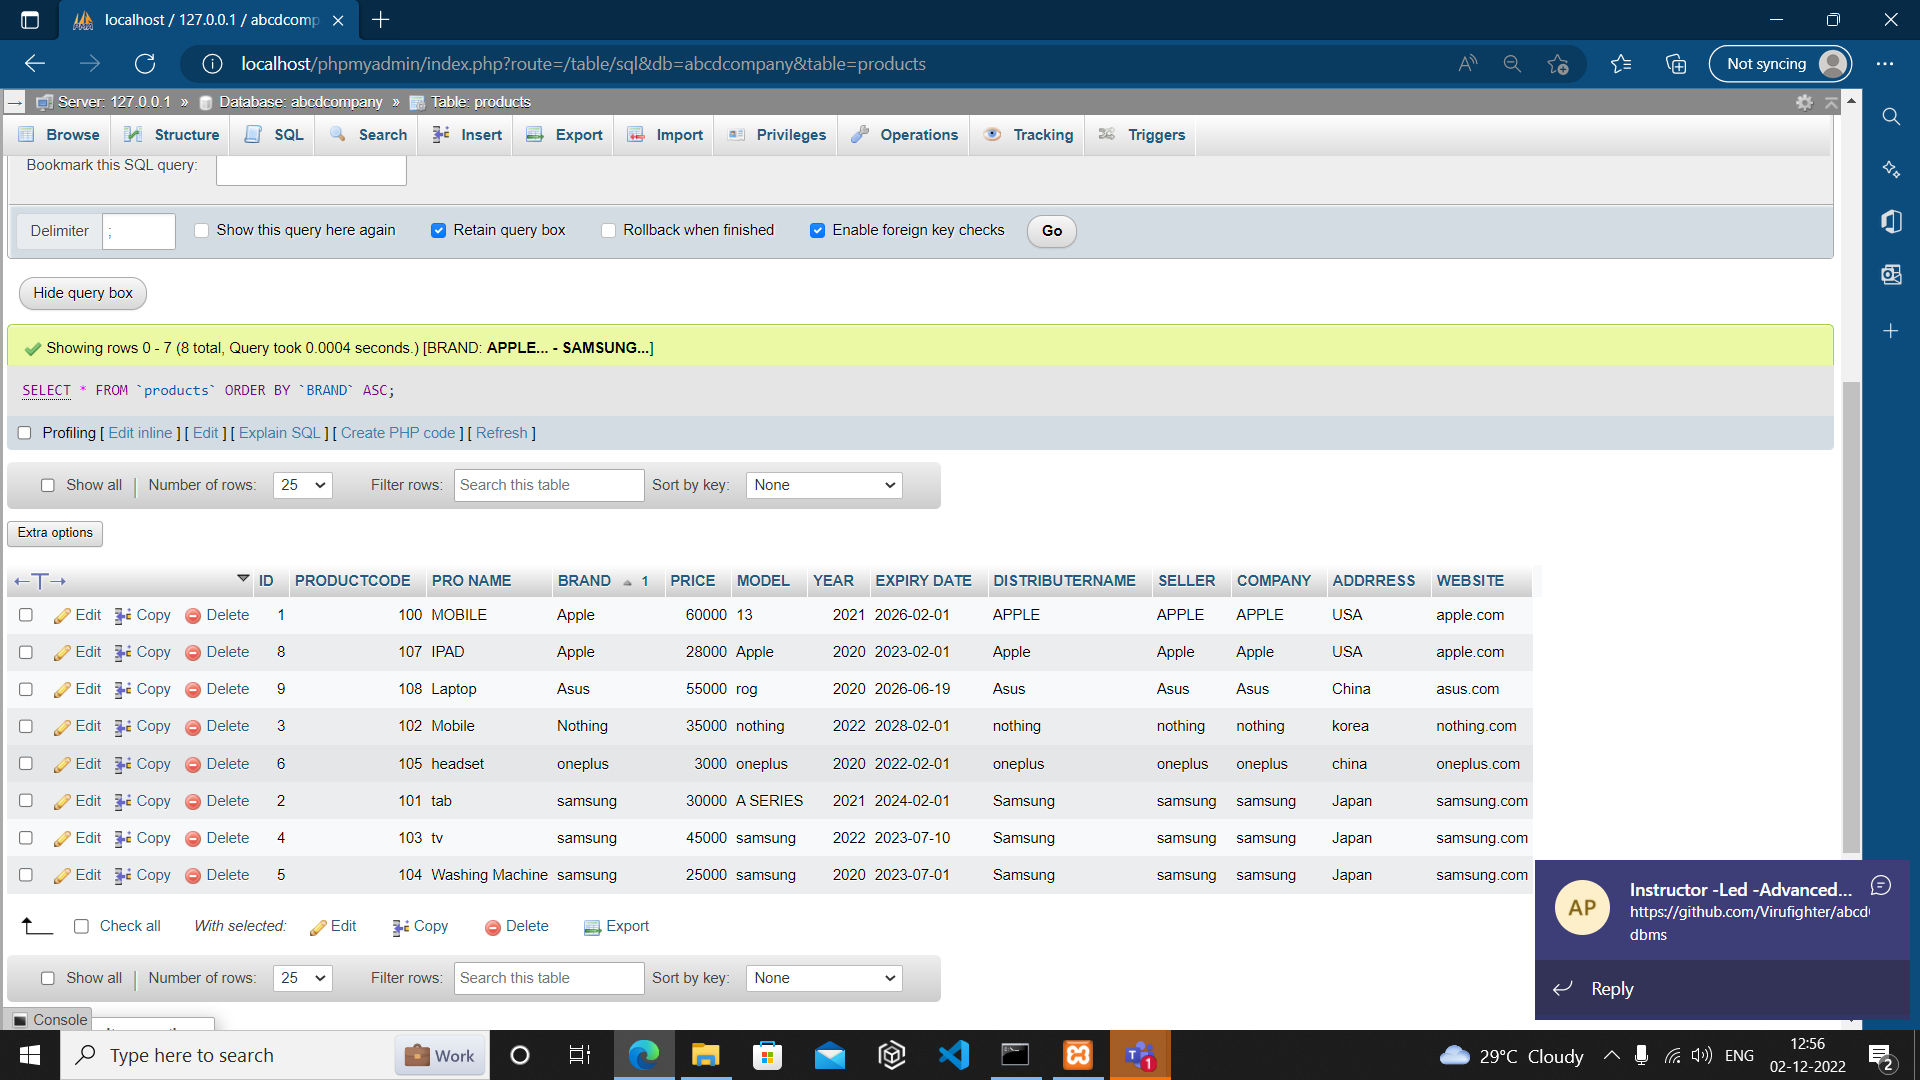 localhost / 127.0.0.1 / abcdcomp
localhost/phpmyadmin/index.php?route=/table/sql&db=abcdcompany&table=products
Not syncing
Server: 127.0.0.1 » Database: abcdcompany » Table: products
Browse Structure SQL Search Insert Export Import Privileges Operations Tracking Triggers
Bookmark this SQL query:
Delimiter ; Show this query here again Retain query box Rollback when finished Enable foreign key checks Go
Hide query box
Showing rows 0 - 7 (8 total, Query took 0.0004 seconds.) [BRAND: APPLE... - SAMSUNG...]
SELECT * FROM `products` ORDER BY `BRAND` ASC;
Profiling [ Edit inline ] [ Edit ] [ Explain SQL ] [ Create PHP code ] [ Refresh ]
Show all Number of rows: 25 Filter rows: Search this table Sort by key: None
Extra options
←T→ ID PRODUCTCODE PRO NAME BRAND 1 PRICE MODEL YEAR EXPIRY DATE DISTRIBUTERNAME SELLER COMPANY ADDRRESS WEBSITE
Edit Copy Delete 1 100 MOBILE Apple 60000 13 2021 2026-02-01 APPLE APPLE APPLE USA apple.com
Edit Copy Delete 8 107 IPAD Apple 28000 Apple 2020 2023-02-01 Apple Apple Apple USA apple.com
Edit Copy Delete 9 108 Laptop Asus 55000 rog 2020 2026-06-19 Asus Asus Asus China asus.com
Edit Copy Delete 3 102 Mobile Nothing 35000 nothing 2022 2028-02-01 nothing nothing nothing korea nothing.com
Edit Copy Delete 6 105 headset oneplus 3000 oneplus 2020 2022-02-01 oneplus oneplus oneplus china oneplus.com
Edit Copy Delete 2 101 tab samsung 30000 A SERIES 2021 2024-02-01 Samsung samsung samsung Japan samsung.com
Edit Copy Delete 4 103 tv samsung 45000 samsung 2022 2023-07-10 Samsung samsung samsung Japan samsung.com
Edit Copy Delete 5 104 Washing Machine samsung 25000 samsung 2020 2023-07-01 Samsung samsung samsung Japan samsung.com
Check all With selected: Edit Copy Delete Export
Show all Number of rows: 25 Filter rows: Search this table Sort by key: None
Console
AP
Instructor -Led -Advanced...
https://github.com/Virufighter/abcd
dbms
Reply
Type here to search
Work
1
29°C Cloudy
ENG
12:56
02-12-2022
2